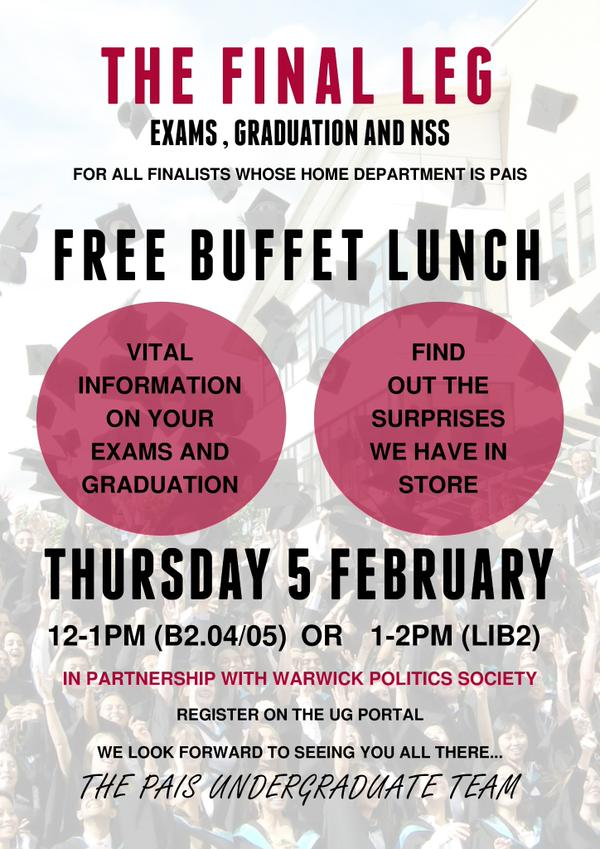 THE FINAL LEG
EXAMS , GRADUATION AND NSS
FOR ALL FINALISTS WHOSE HOME DEPARTMENT IS PAIS
FREE BUFFET LUNCH
VITAL
INFORMATION
ON YOUR
EXAMS AND
GRADUATION
FIND
OUT THE
SURPRISES
WE HAVE IN
STORE
THURSDAY 5 FEBRUARY
12-1PM (B2.04/05) OR 1-2PM (LIB2)
IN PARTNERSHIP WITH WARWICK POLITICS SOCIETY
REGISTER ON THE UG PORTAL
WE LOOK FORWARD TO SEEING YOU ALL THERE...
THE PAIS UNDERGRADUATE TEAM